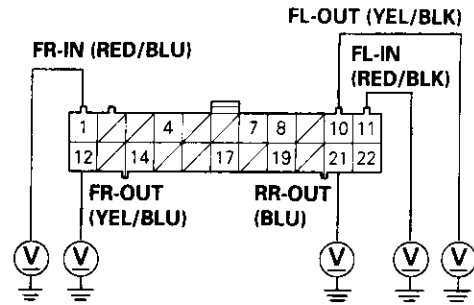 FL-OUT (YEL/BLK)
FR-IN (RED/BLU)
FL-IN
(RED/BLK)
1 4 7 8 10 11
12 14 17 19 21 22
FR-OUT
(YEL/BLU)
RR-OUT
(BLU)
V V V V V